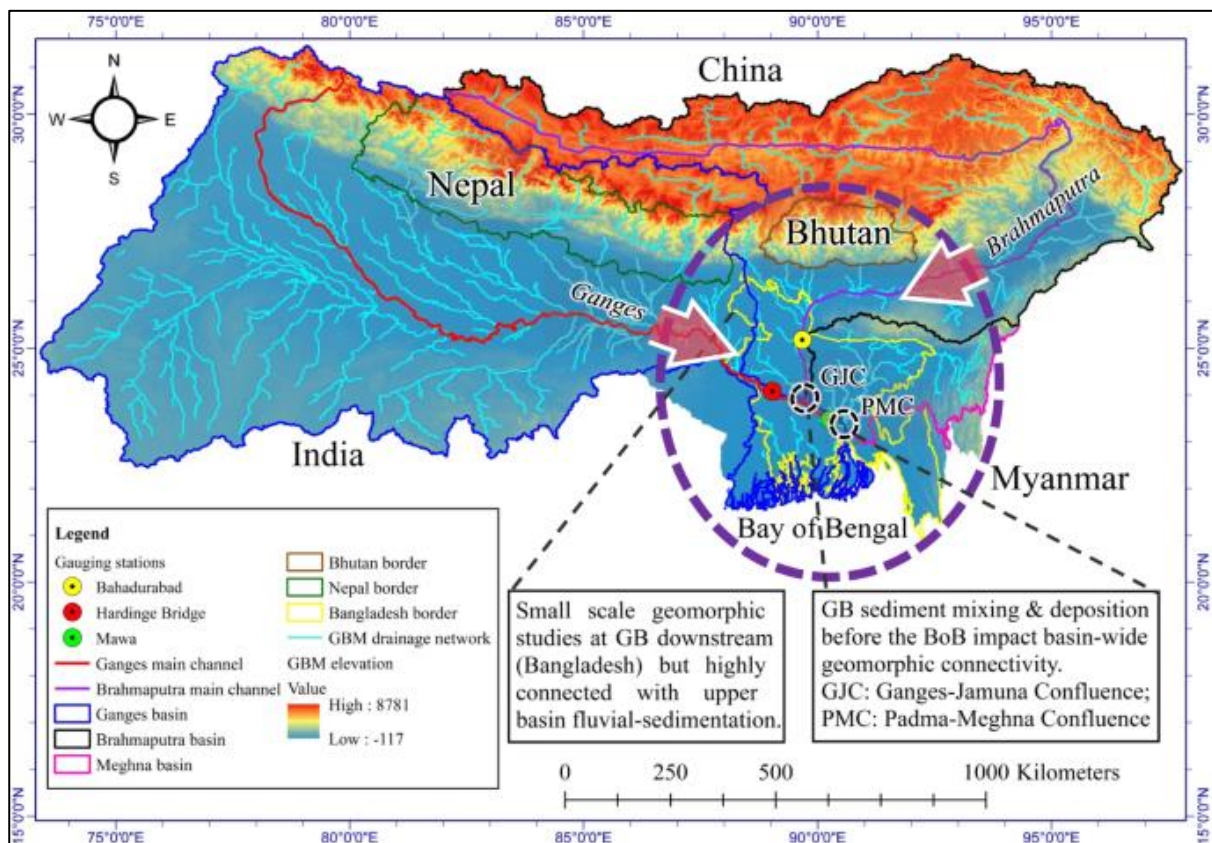 75°0'0"E 80°0'0"E 85°0'0"E 90°0'0"E 95°0'0"E
N
W E
S
China
30°0'0"N 30°0'0"N
Nepal
Bhutan
Brahmaputra
Ganges
25°0'0"N 25°0'0"N
GJC
PMC
India
Myanmar
Bay of Bengal
20°0'0"N 20°0'0"N
Legend
Gauging stations
Bahadurabad
Hardinge Bridge
Mawa
Ganges main channel
Brahmaputra main channel
Ganges basin
Brahmaputra basin
Meghna basin
Bhutan border
Nepal border
Bangladesh border
GBM drainage network
GBM elevation
Value
High : 8781
Low : -117
Small scale geomorphic
studies at GB downstream
(Bangladesh) but highly
connected with upper
basin fluvial-sedimentation.
GB sediment mixing & deposition
before the BoB impact basin-wide
geomorphic connectivity.
GJC: Ganges-Jamuna Confluence;
PMC: Padma-Meghna Confluence
0 250 500 1000 Kilometers
15°0'0"N 15°0'0"N
75°0'0"E 80°0'0"E 85°0'0"E 90°0'0"E 95°0'0"E